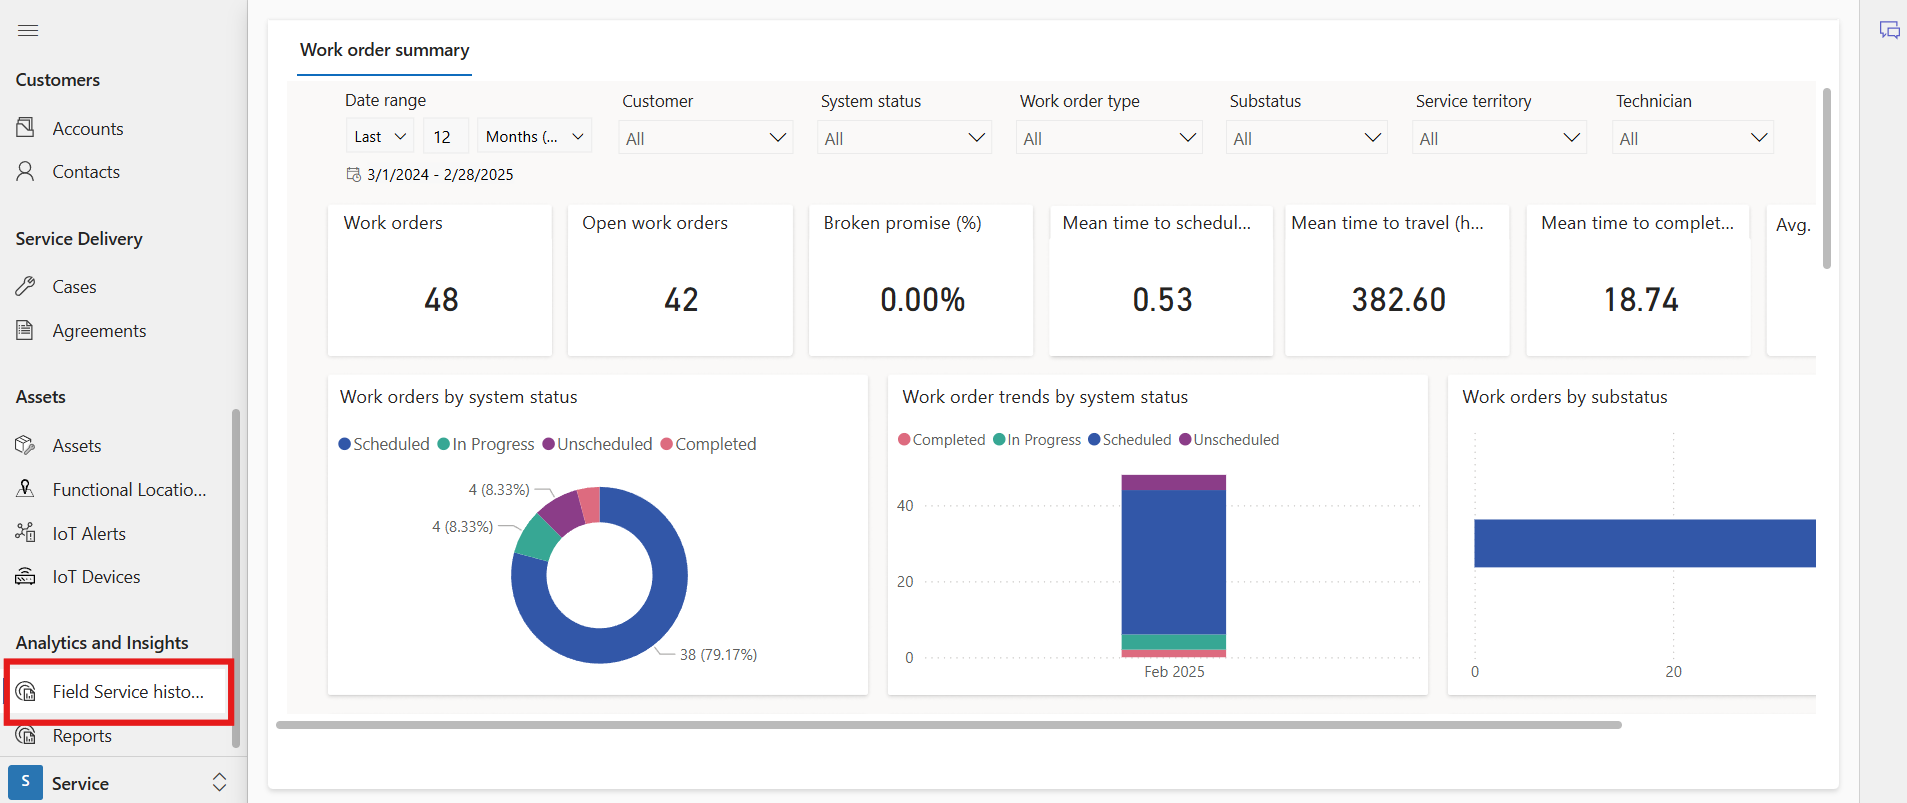 Customers
Accounts
Contacts
Service Delivery
Cases
Agreements
Assets
Assets
Functional Locatio...
IoT Alerts
IoT Devices
Analytics and Insights
Field Service histo...
Reports
S Service
Work order summary
Date range Customer System status Work order type Substatus Service territory Technician
Last 12 Months (... All All All All All All
3/1/2024 - 2/28/2025
Work orders
48
Open work orders
42
Broken promise (%)
0.00%
Mean time to schedul...
0.53
Mean time to travel (h...
382.60
Mean time to complet...
18.74
Avg.
Work orders by system status
Scheduled In Progress Unscheduled Completed
4 (8.33%)
4 (8.33%)
38 (79.17%)
Work order trends by system status
Completed In Progress Scheduled Unscheduled
40
20
0
Feb 2025
Work orders by substatus
0 20